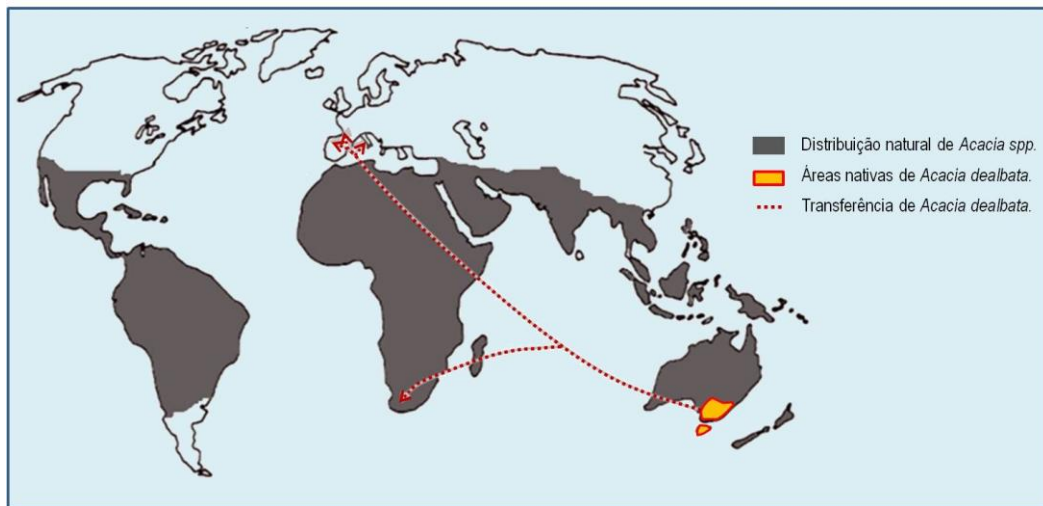 Distribuição natural de Acacia spp.
Áreas nativas de Acacia dealbata.
Transferência de Acacia dealbata.